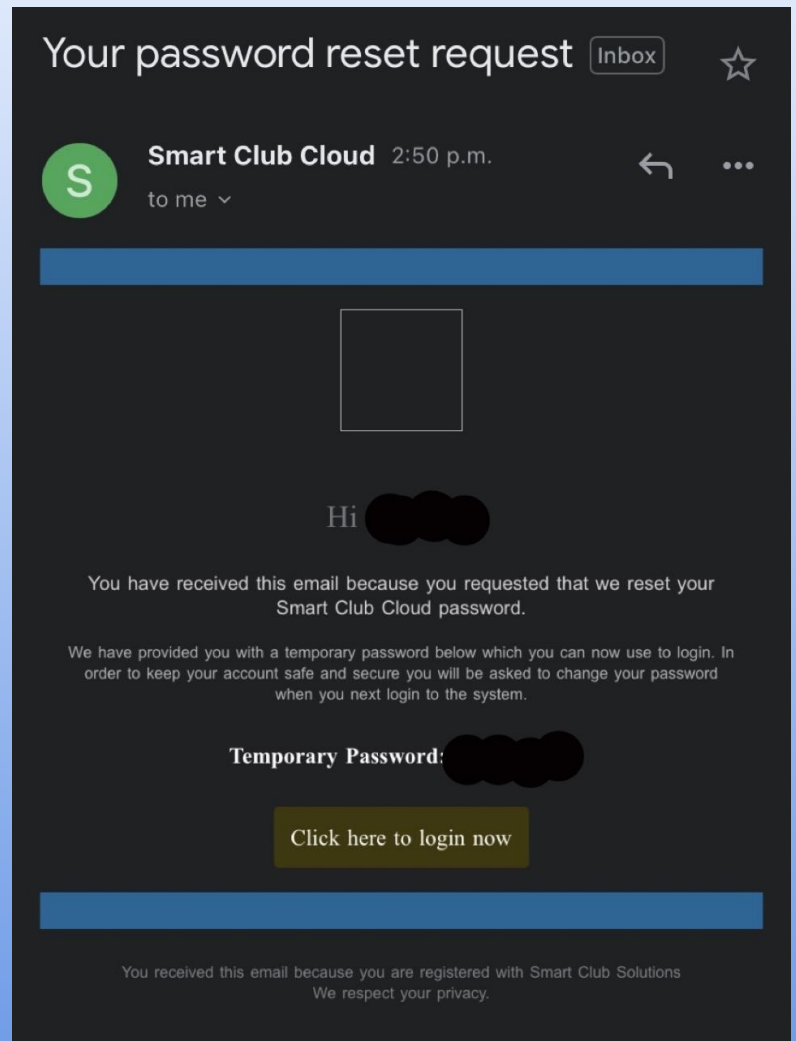 Your password reset request Inbox
S
Smart Club Cloud 2:50 p.m.
to me
Hi
You have received this email because you requested that we reset your
Smart Club Cloud password.
We have provided you with a temporary password below which you can now use to login. In
order to keep your account safe and secure you will be asked to change your password
when you next login to the system.
Temporary Password:
Click here to login now
You received this email because you are registered with Smart Club Solutions
We respect your privacy.